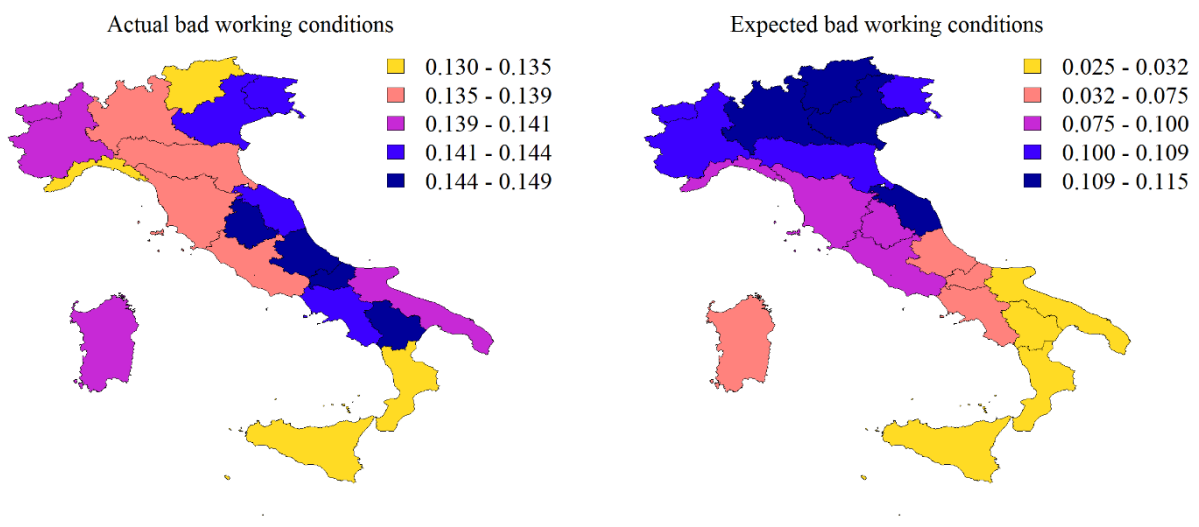 Actual bad working conditions
0.130 - 0.135
0.135 - 0.139
0.139 - 0.141
0.141 - 0.144
0.144 - 0.149
Expected bad working conditions
0.025 - 0.032
0.032 - 0.075
0.075 - 0.100
0.100 - 0.109
0.109 - 0.115